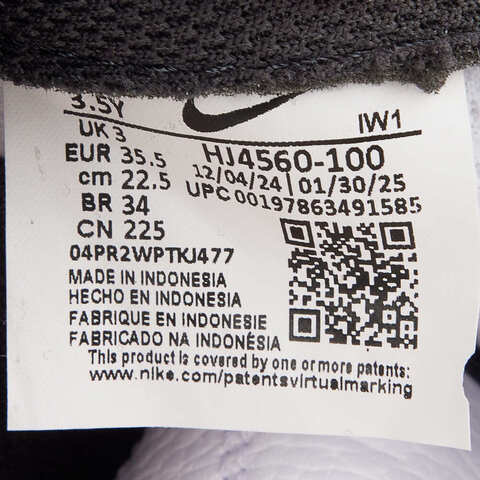 3.5Y
UK 3
IW1
EUR 35.5
HJ4560-100
cm 22.5
12/04/24 | 01/30/25
BR 34
UPC 00197863491585
CN 225
04PR2WPTKJ477
MADE IN INDONESIA
HECHO EN INDONESIA
FABRIQUE EN INDONESIE
FABRICADO NA INDONÉSIA
This product is covered by one or more patents:
www.nike.com/patentsvirtualmarking